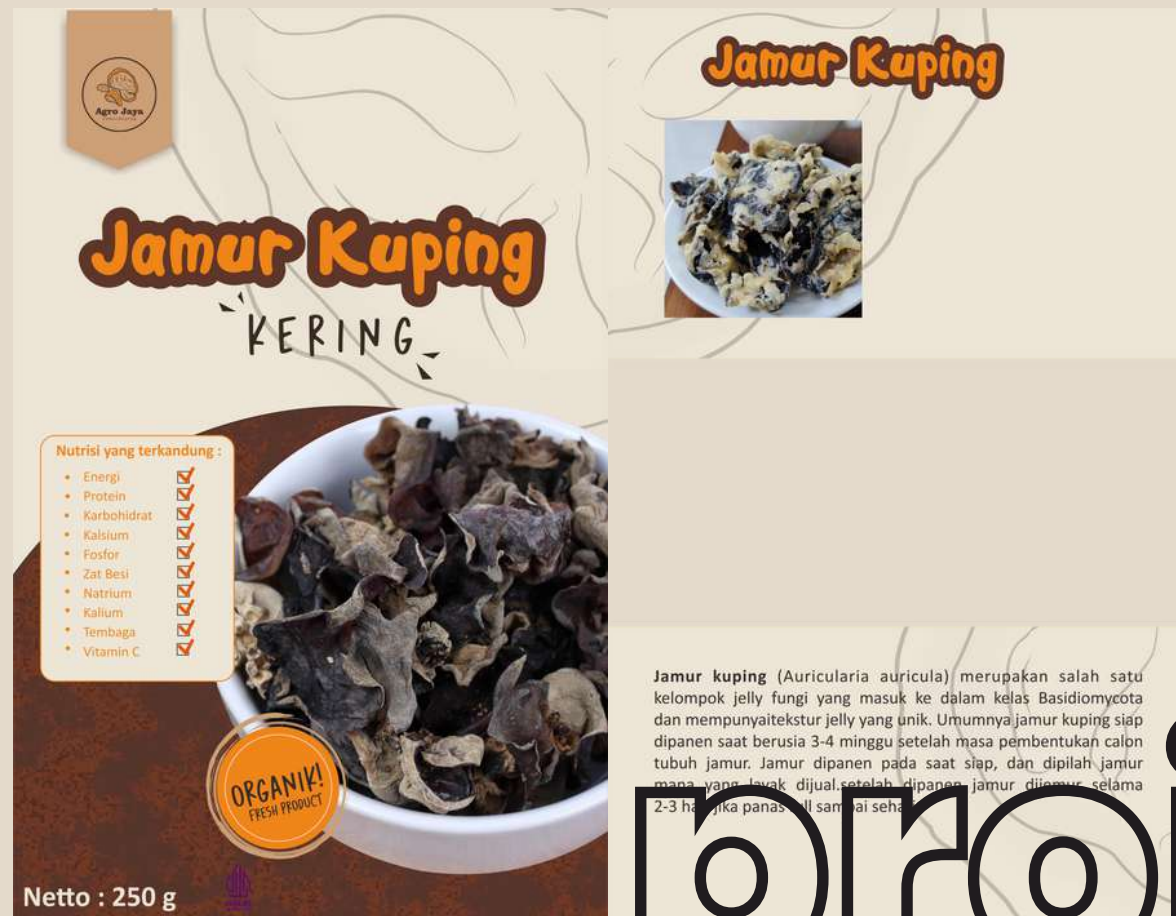 Agro Jaya
Jamur Kuping
KERING
Nutrisi yang terkandung :
• Energi
• Protein
• Karbohidrat
• Kalsium
• Fosfor
• Zat Besi
• Natrium
• Kalium
• Tembaga
• Vitamin C
ORGANIK!
FRESH PRODUCT
Netto : 250 g
Jamur Kuping
Jamur kuping (Auricularia auricula) merupakan salah satu
kelompok jelly fungi yang masuk ke dalam kelas Basidiomycota
dan mempunyaitekstur jelly yang unik. Umumnya jamur kuping siap
dipanen saat berusia 3-4 minggu setelah masa pembentukan calon
tubuh jamur. Jamur dipanen pada saat siap, dan dipilah jamur
mana yang layak dijual.setelah dipanen jamur dijemur selama
2-3 jika panas sampai
pro